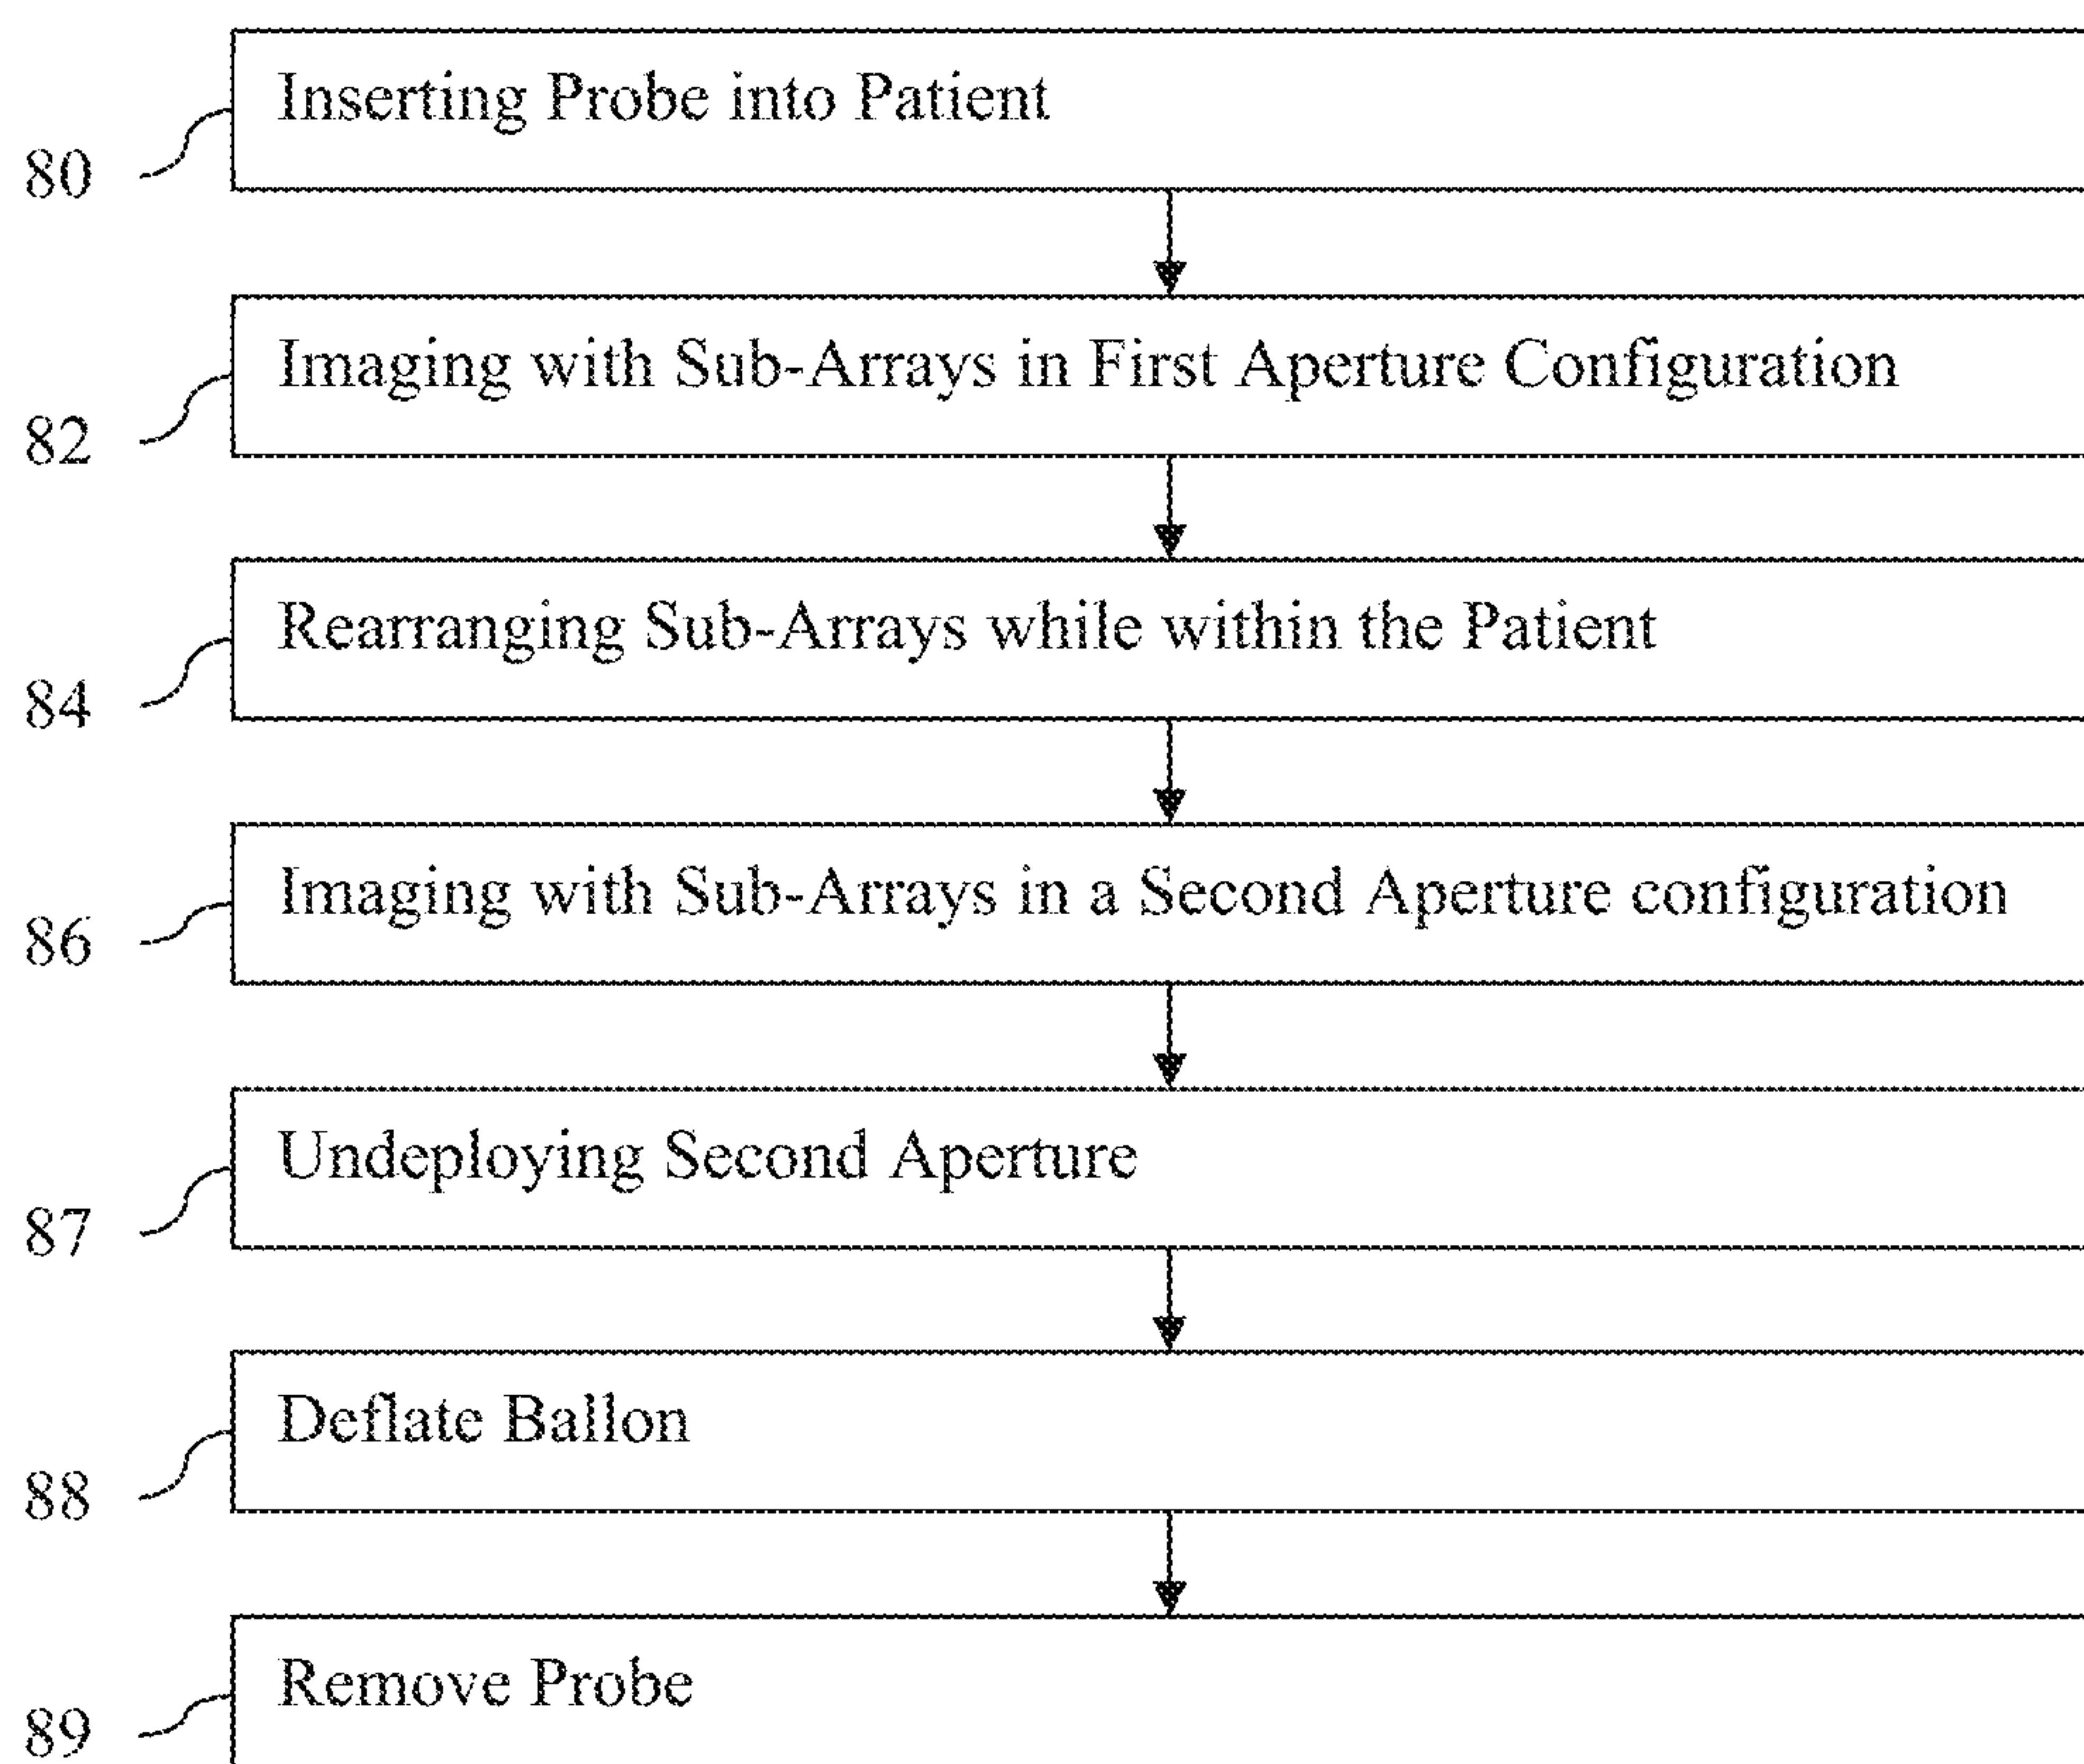 Inserting Probe into Patient
80
Imaging with Sub-Arrays in First Aperture Configuration
82
Rearranging Sub-Arrays while within the Patient
84
Imaging with Sub-Arrays in a Second Aperture configuration
86
Undeploying Second Aperture
87
Deflate Ballon
88
Remove Probe
89